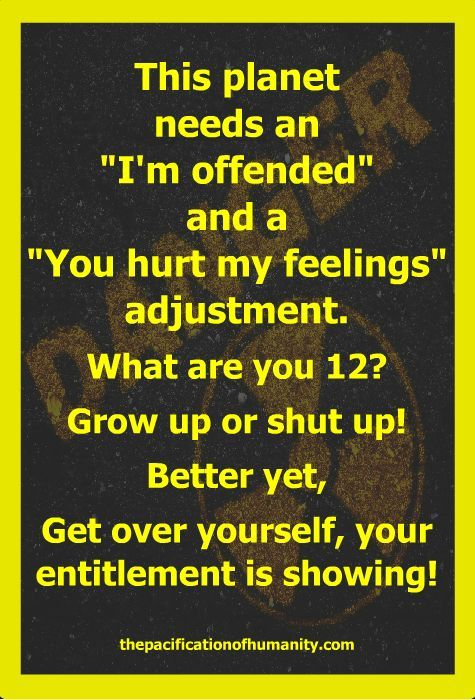 This planet
needs an
"I'm offended"
and a
"You hurt my feelings"
adjustment.
What are you 12?
Grow up or shut up!
Better yet,
Get over yourself, your
entitlement is showing!
thepacificationofhumanity.com
DANGER